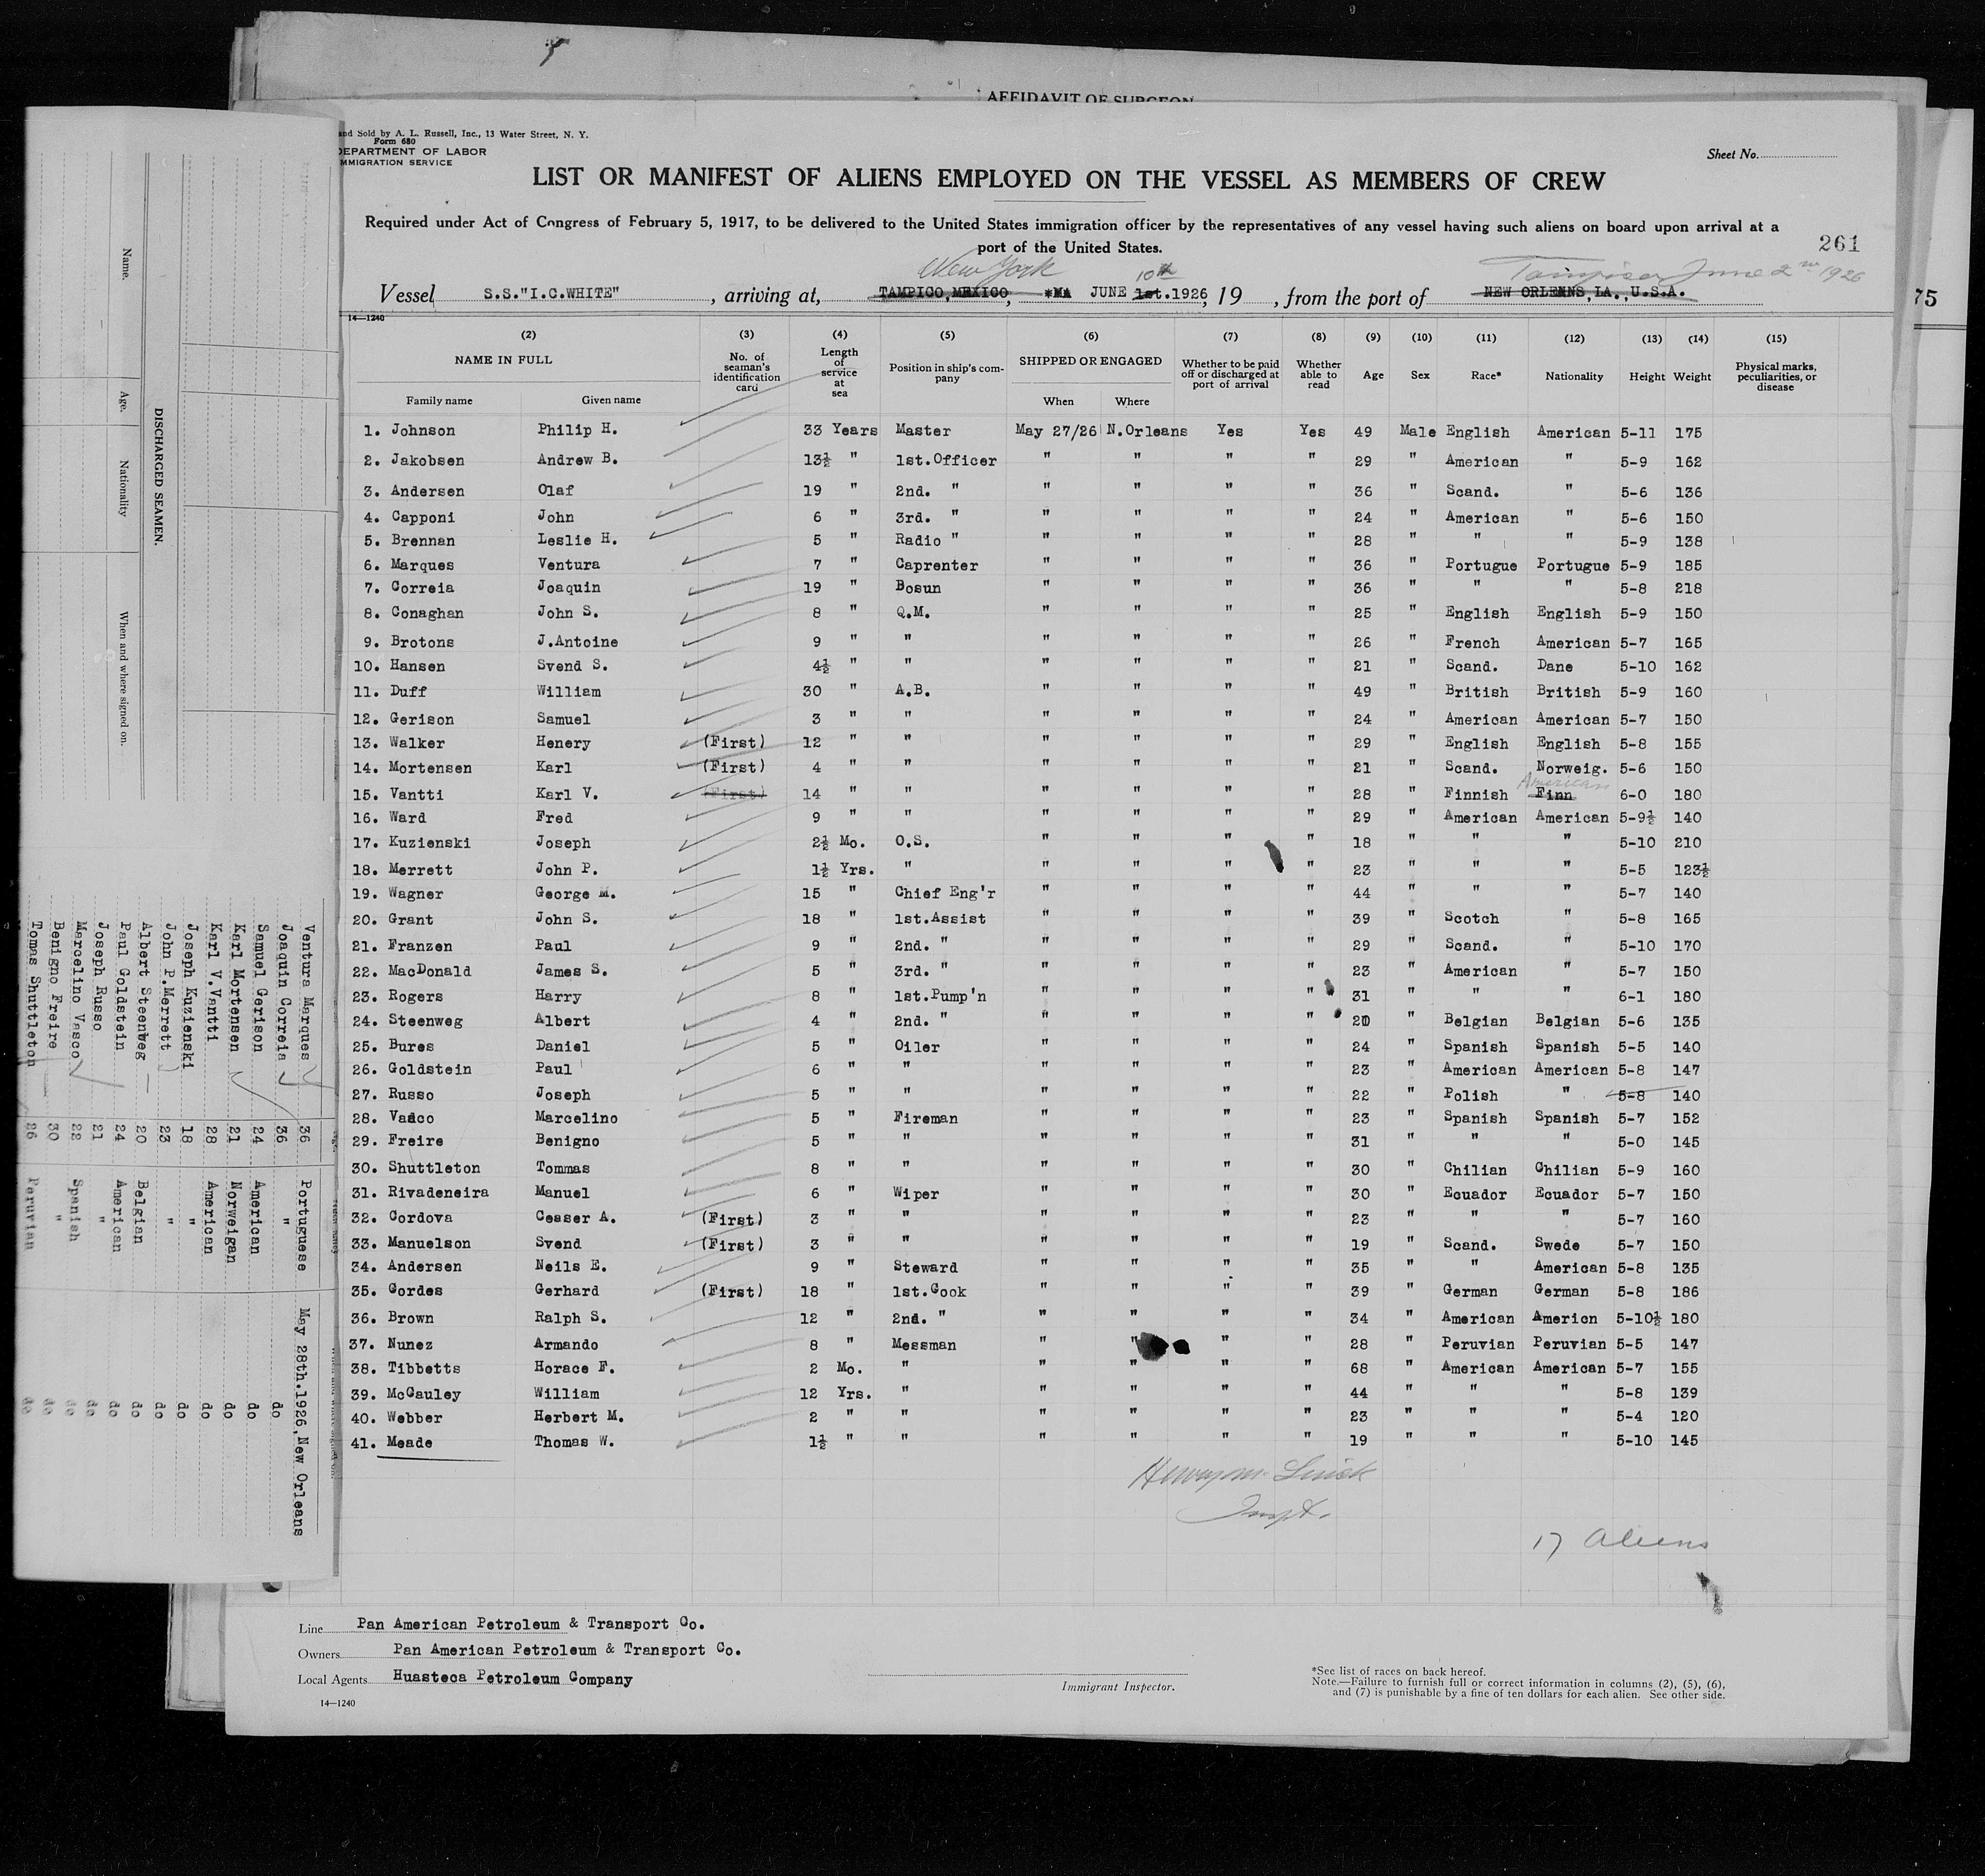 AFFIDAVIT OF SURGEON
and Sold by A. L. Russell, Inc., 13 Water Street, N. Y.
Form 680
DEPARTMENT OF LABOR
IMMIGRATION SERVICE
Sheet No.
LIST OR MANIFEST OF ALIENS EMPLOYED ON THE VESSEL AS MEMBERS OF CREW
Required under Act of Congress of February 5, 1917, to be delivered to the United States immigration officer by the representatives of any vessel having such aliens on board upon arrival at a
port of the United States.
261
75
New York 10th Tampico June 2nd 1926
Vessel S.S."I.C.WHITE", arriving at, TAMPICO,MEXICO, JUNE 1st.1926, 19 , from the port of NEW ORLEANS,LA.,U.S.A.
14—1240
(2) (3) (4) (5) (6) (7) (8) (9) (10) (11) (12) (13) (14) (15)
NAME IN FULL
Family name Given name
No. of seaman's identification card
Length of service at sea
Position in ship's company
SHIPPED OR ENGAGED
When Where
Whether to be paid off or discharged at port of arrival
Whether able to read
Age Sex Race* Nationality Height Weight
Physical marks, peculiarities, or disease
1. Johnson Philip H. 33 Years Master May 27/26 N.Orleans Yes Yes 49 Male English American 5-11 175
2. Jakobsen Andrew B. 13½ " 1st.Officer " " " " 29 " American " 5-9 162
3. Andersen Olaf 19 " 2nd. " " " " " 36 " Scand. " 5-6 136
4. Capponi John 6 " 3rd. " " " " " 24 " American " 5-6 150
5. Brennan Leslie H. 5 " Radio " " " " " 28 " " " 5-9 138
6. Marques Ventura 7 " Caprenter " " " " 36 " Portugue Portugue 5-9 185
7. Correia Joaquin 19 " Bosun " " " " 36 " " " 5-8 218
8. Conaghan John S. 8 " Q.M. " " " " 25 " English English 5-9 150
9. Brotons J.Antoine 9 " " " " " " 26 " French American 5-7 165
10. Hansen Svend S. 4½ " " " " " " 21 " Scand. Dane 5-10 162
11. Duff William 30 " A.B. " " " " 49 " British British 5-9 160
12. Gerison Samuel 3 " " " " " " 24 " American American 5-7 150
13. Walker Henery (First) 12 " " " " " " 29 " English English 5-8 155
14. Mortensen Karl (First) 4 " " " " " " 21 " Scand. Norweig. 5-6 150
American
15. Vantti Karl V. (First) 14 " " " " " " 28 " Finnish Finn 6-0 180
16. Ward Fred 9 " " " " " " 29 " American American 5-9½ 140
17. Kuzienski Joseph 2½ Mo. O.S. " " " " 18 " " " 5-10 210
18. Merrett John P. 1½ Yrs. " " " " " 23 " " " 5-5 123½
19. Wagner George M. 15 " Chief Eng'r " " " " 44 " " " 5-7 140
20. Grant John S. 18 " 1st.Assist " " " " 39 " Scotch " 5-8 165
21. Franzen Paul 9 " 2nd. " " " " " 29 " Scand. " 5-10 170
22. MacDonald James S. 5 " 3rd. " " " " " 23 " American " 5-7 150
23. Rogers Harry 8 " 1st.Pump'n " " " " 31 " " " 6-1 180
24. Steenweg Albert 4 " 2nd. " " " " " 20 " Belgian Belgian 5-6 135
25. Bures Daniel 5 " Oiler " " " " 24 " Spanish Spanish 5-5 140
26. Goldstein Paul 6 " " " " " " 23 " American American 5-8 147
27. Russo Joseph 5 " " " " " " 22 " Polish " 5-8 140
28. Vasco Marcelino 5 " Fireman " " " " 23 " Spanish Spanish 5-7 152
29. Freire Benigno 5 " " " " " " 31 " " " 5-0 145
30. Shuttleton Tommas 8 " " " " " " 30 " Chilian Chilian 5-9 160
31. Rivadeneira Manuel 6 " Wiper " " " " 30 " Ecuador Ecuador 5-7 150
32. Cordova Cesser A. (First) 3 " " " " " " 23 " " " 5-7 160
33. Manuelson Svend (First) 3 " " " " " " 19 " Scand. Swede 5-7 150
34. Andersen Neils E. 9 " Steward " " " " 35 " " American 5-8 135
35. Gordes Gerhard (First) 18 " 1st.Cook " " " " 39 " German German 5-8 186
36. Brown Ralph S. 12 " 2nd. " " " " " 34 " American Americn 5-10½ 180
37. Nunez Armando 8 " Messman " " " " 28 " Peruvian Peruvian 5-5 147
38. Tibbetts Horace F. 2 Mo. " " " " " 68 " American American 5-7 155
39. McGauley William 12 Yrs. " " " " " 44 " " " 5-8 139
40. Webber Herbert M. 2 " " " " " " 23 " " " 5-4 120
41. Meade Thomas W. 1½ " " " " " " 19 " " " 5-10 145
Inspt.
17 Aliens
Line Pan American Petroleum & Transport Co.
Owners Pan American Petroleum & Transport Co.
Local Agents Huasteca Petroleum Company
14—1240
Immigrant Inspector.
*See list of races on back hereof.
Note.—Failure to furnish full or correct information in columns (2), (5), (6),
and (7) is punishable by a fine of ten dollars for each alien. See other side.
DISCHARGED SEAMEN.
Name. Age. Nationality When and where signed on.
Ventura Marques 36 Portuguese May 28th.1926,New Orleans
Joaquin Correia 36 " do
Samuel Gerison 24 American do
Karl Mortensen 21 Norweigan do
Karl V.Vantti 28 American do
Joseph Kuzienski 18 " do
John P.Merrett 23 " do
Albert Steenweg 20 Belgian do
Paul Goldstein 24 American do
Joseph Russo 21 " do
Marcelino Vasco 22 Spanish do
Benigno Freire 30 " do
Tomas Shuttleton 26 Peruvian do